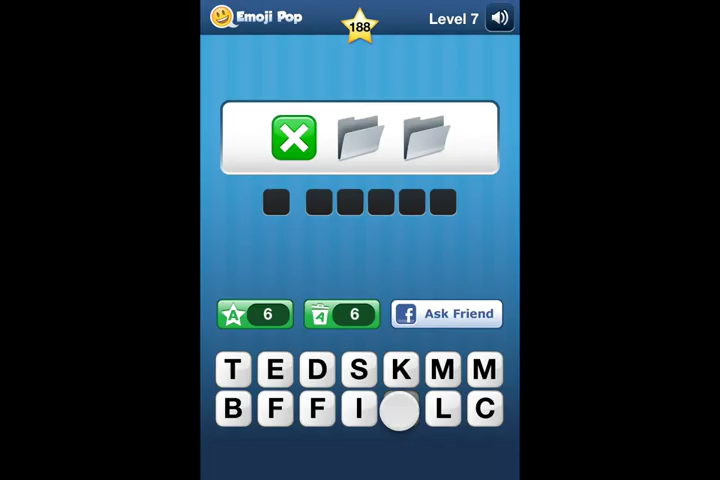 Emoji Pop
188
Level 7
A 6
A 6
f Ask Friend
T E D S K M M
B F F I L C